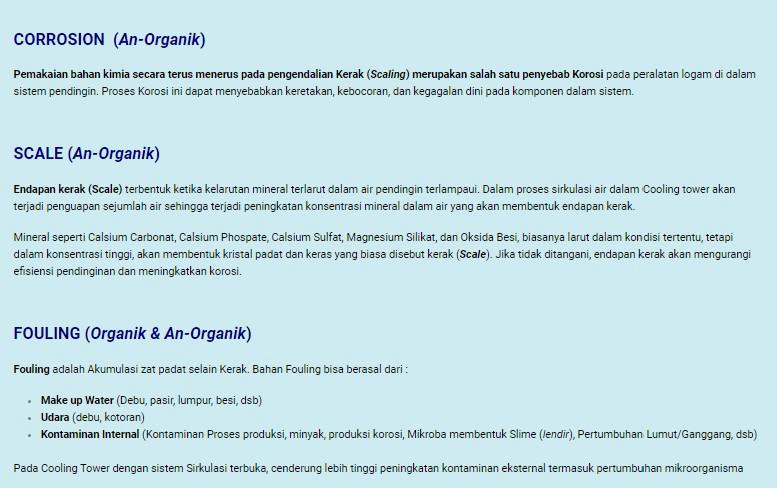 CORROSION (An-Organik)
Pemakaian bahan kimia secara terus menerus pada pengendalian Kerak (Scaling) merupakan salah satu penyebab Korosi pada peralatan logam di dalam
sistem pendingin. Proses Korosi ini dapat menyebabkan keretakan, kebocoran, dan kegagalan dini pada komponen dalam sistem.
SCALE (An-Organik)
Endapan kerak (Scale) terbentuk ketika kelarutan mineral terlarut dalam air pendingin terlampaui. Dalam proses sirkulasi air dalam Cooling tower akan
terjadi penguapan sejumlah air sehingga terjadi peningkatan konsentrasi mineral dalam air yang akan membentuk endapan kerak.
Mineral seperti Calsium Carbonat, Calsium Phospate, Calsium Sulfat, Magnesium Silikat, dan Oksida Besi, biasanya larut dalam kondisi tertentu, tetapi
dalam konsentrasi tinggi, akan membentuk kristal padat dan keras yang biasa disebut kerak (Scale). Jika tidak ditangani, endapan kerak akan mengurangi
efisiensi pendinginan dan meningkatkan korosi.
FOULING (Organik & An-Organik)
Fouling adalah Akumulasi zat padat selain Kerak. Bahan Fouling bisa berasal dari :
• Make up Water (Debu, pasir, lumpur, besi, dsb)
• Udara (debu, kotoran)
• Kontaminan Internal (Kontaminan Proses produksi, minyak, produksi korosi, Mikroba membentuk Slime (lendir), Pertumbuhan Lumut/Ganggang, dsb)
Pada Cooling Tower dengan sistem Sirkulasi terbuka, cenderung lebih tinggi peningkatan kontaminan eksternal termasuk pertumbuhan mikroorganisma